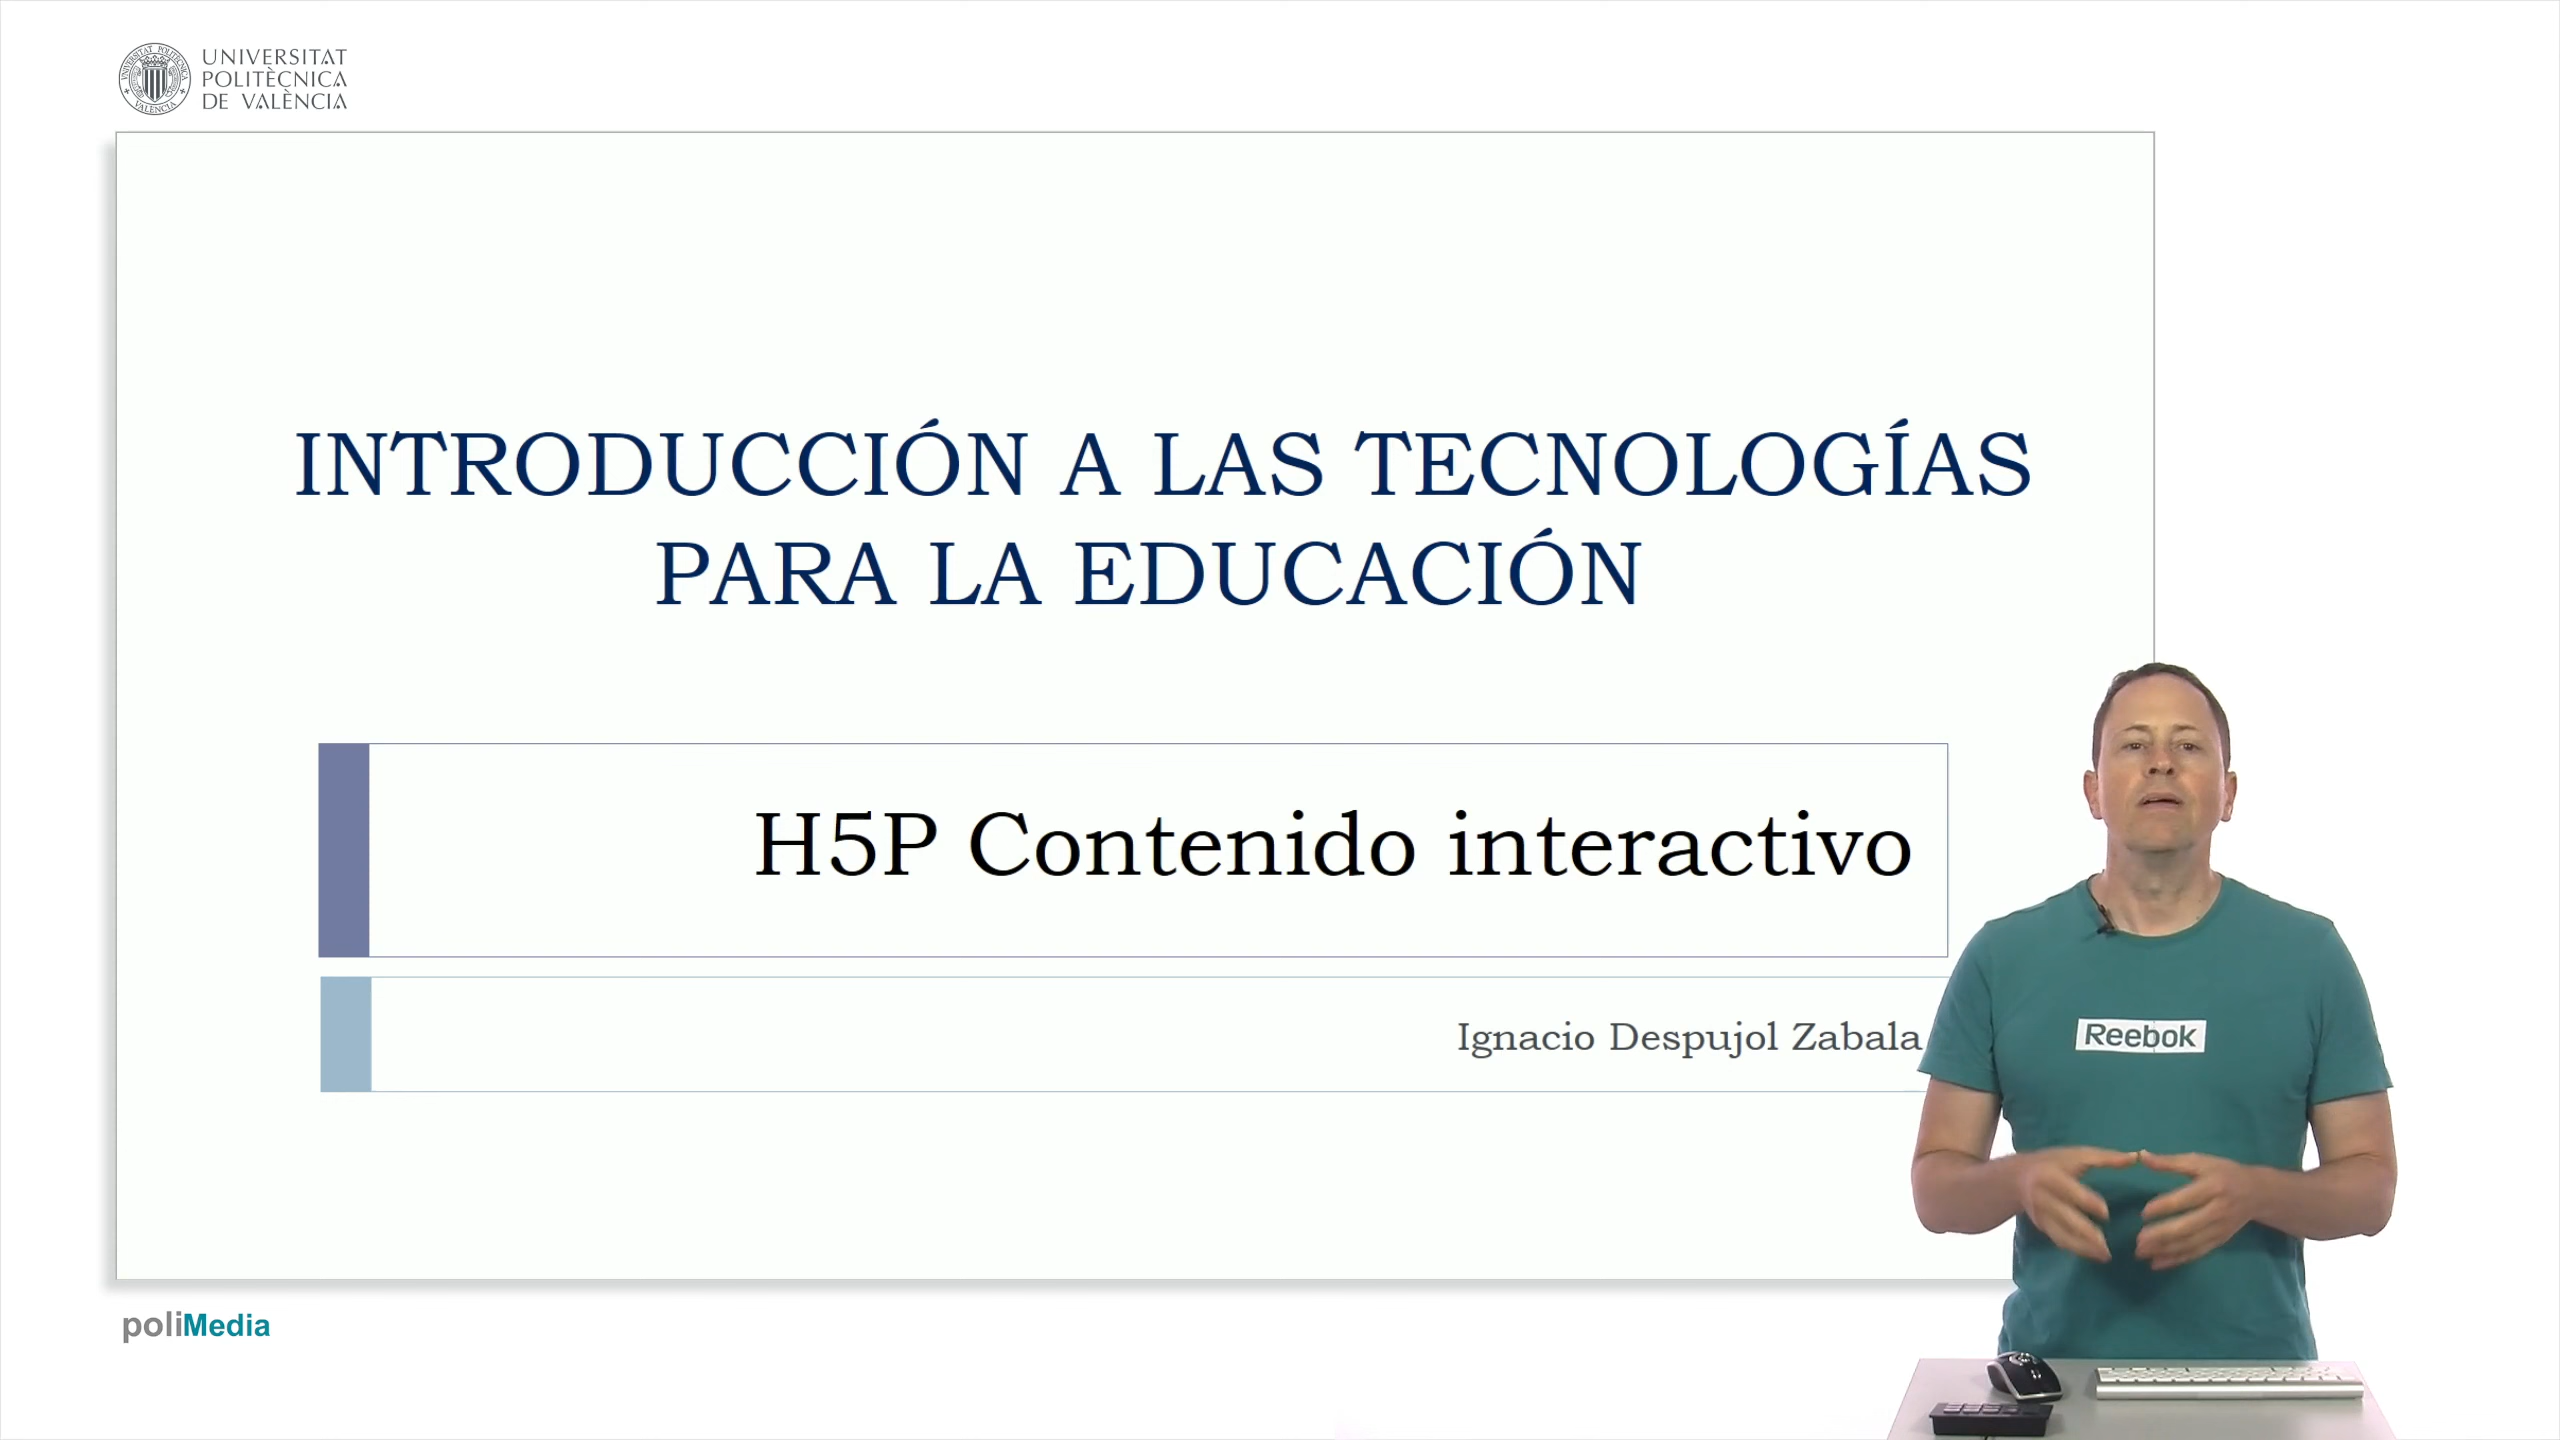 UNIVERSITAT
POLITÈCNICA
DE VALÈNCIA
INTRODUCCIÓN A LAS TECNOLOGÍAS
PARA LA EDUCACIÓN
H5P Contenido interactivo
Ignacio Despujol Zabala
Reebok
poliMedia